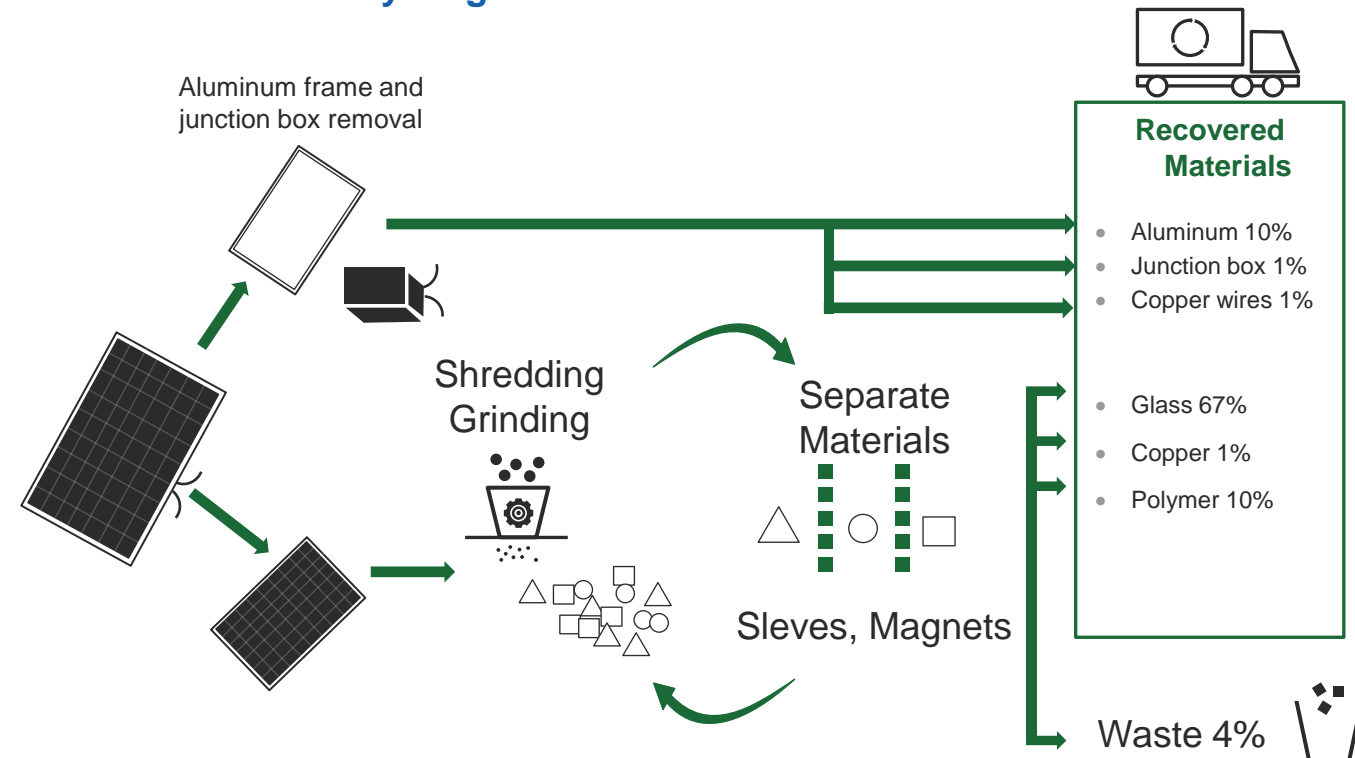 Aluminum frame and
junction box removal
Recovered
Materials
Aluminum 10%
Junction box 1%
Copper wires 1%
Shredding
Grinding
Separate
Materials
Glass 67%
Copper 1%
Polymer 10%
Sleves, Magnets
Waste 4%